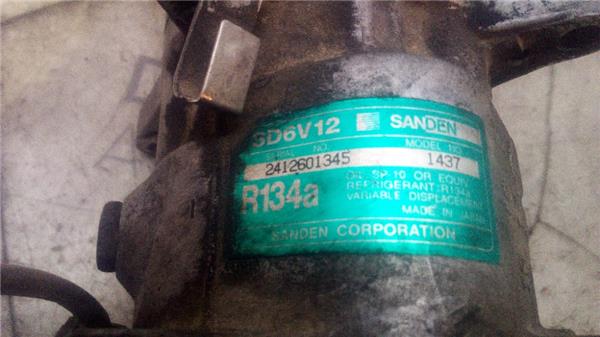 SD6V12 SANDEN
SERIAL NO. MODEL NO.
2412601345 1437
R134a
OIL SP-10 OR EQUIV.
REFRIGERANT:R134a
VARIABLE DISPLACEMENT
MADE IN JAPAN
SANDEN CORPORATION